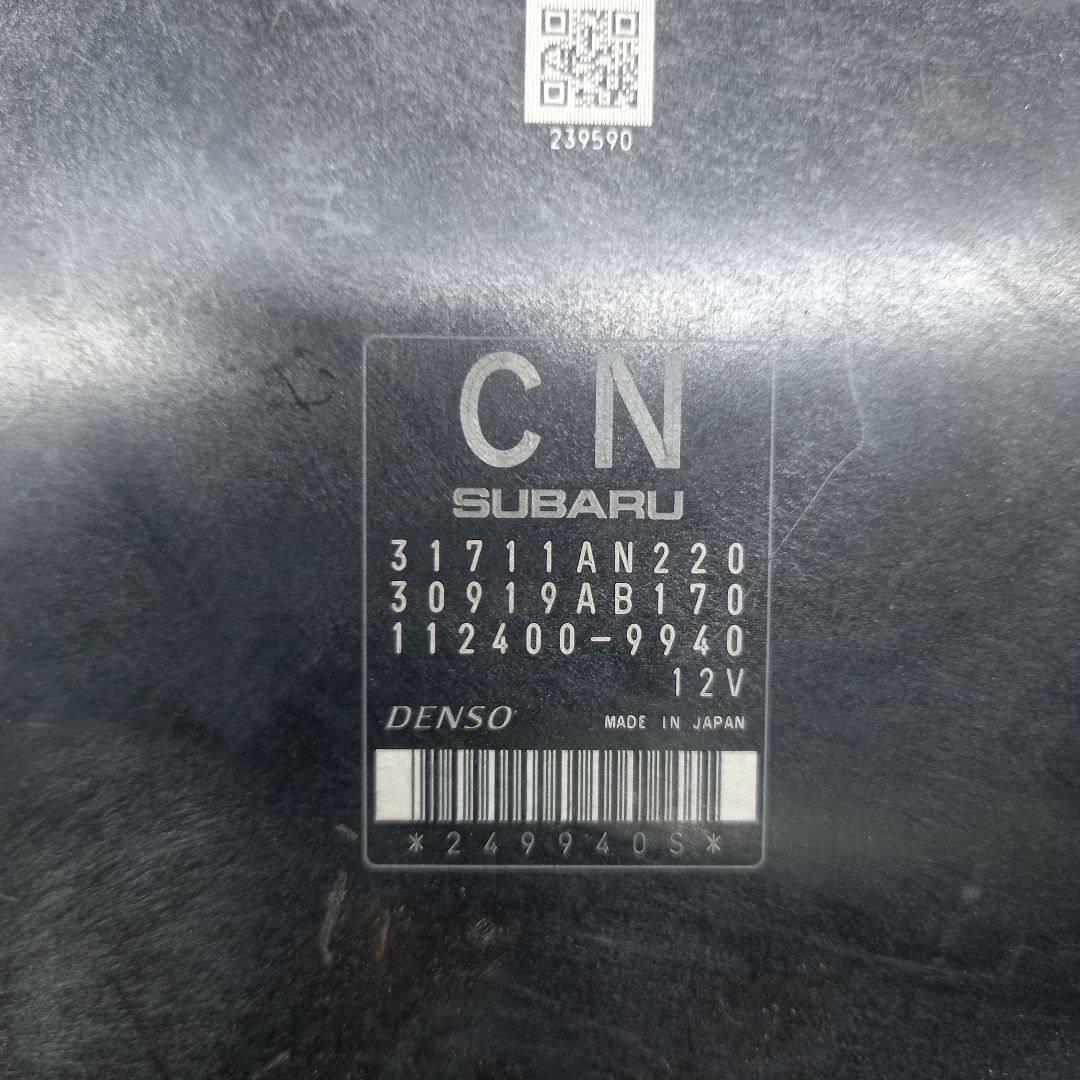 239590
CN
SUBARU
31711AN220
30919AB170
112400-9940
12V
DENSO MADE IN JAPAN
*249940S*